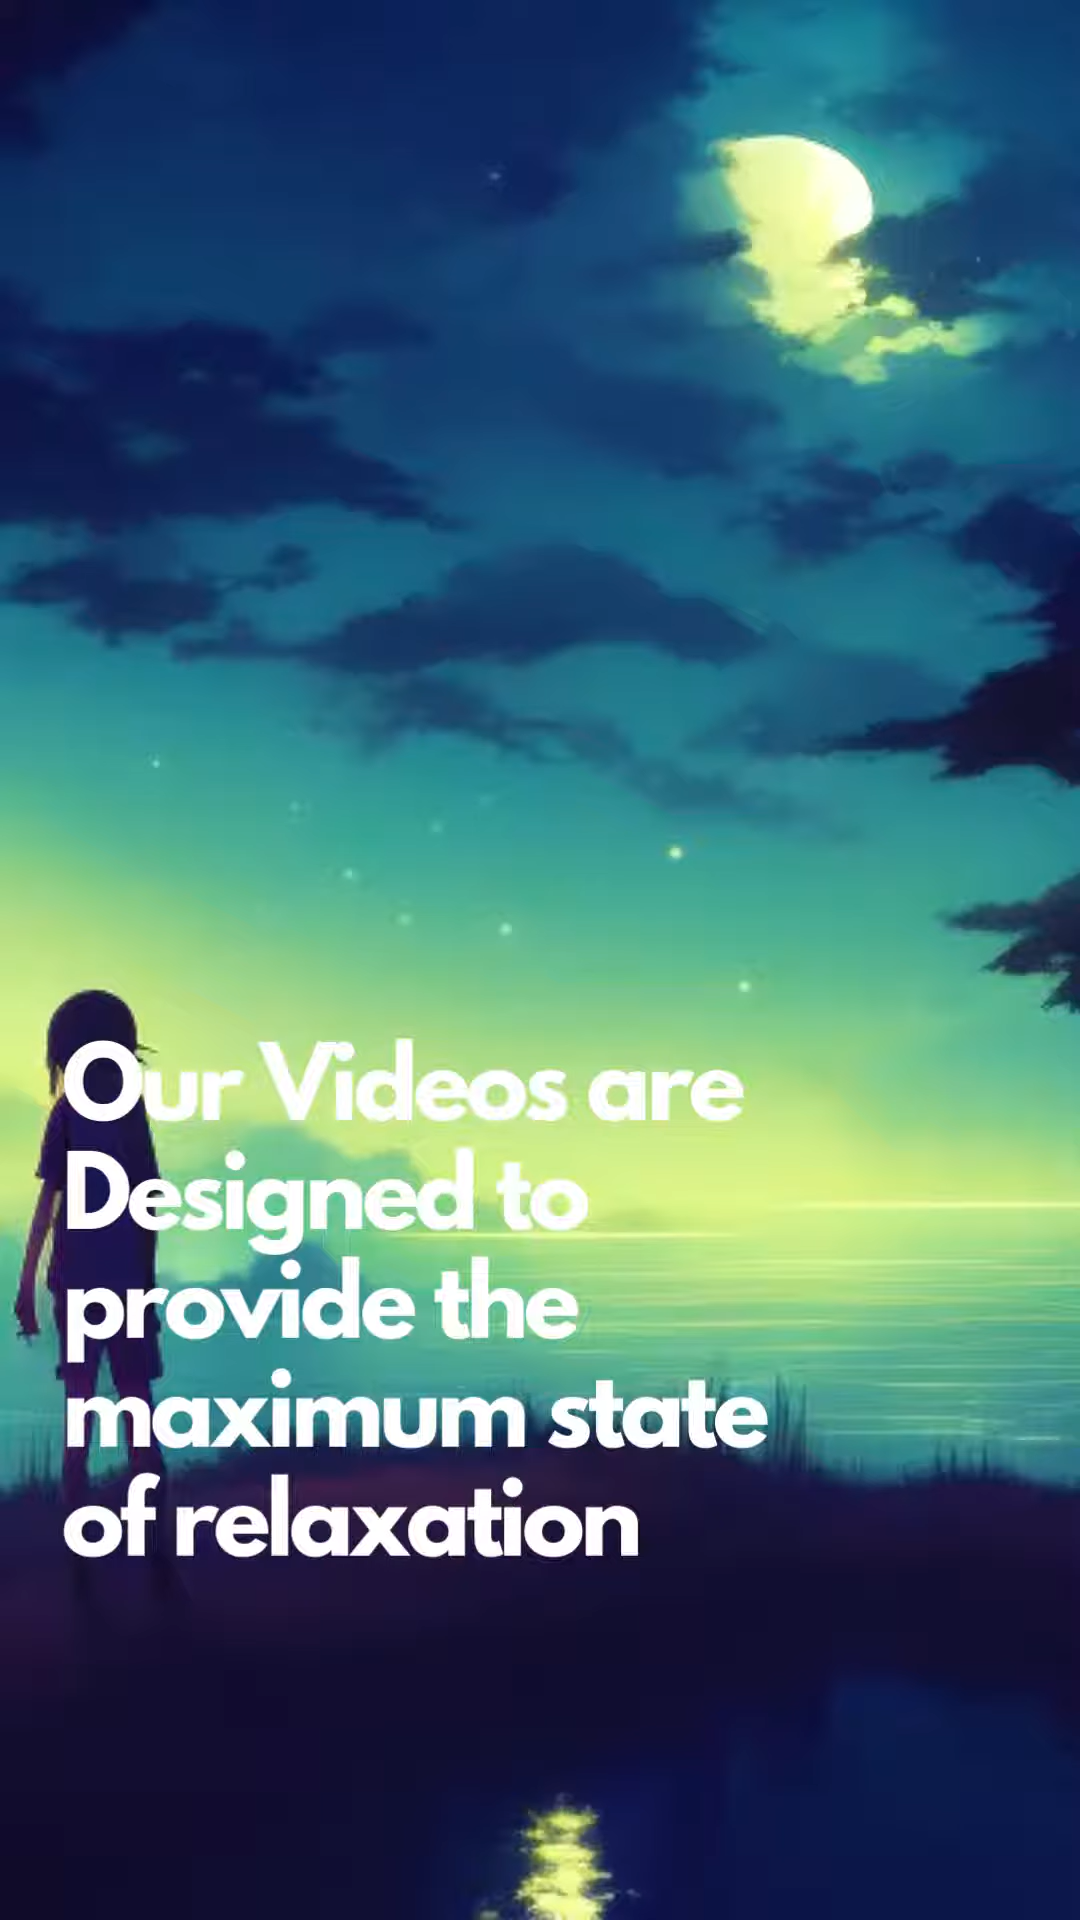 Our Videos are
Designed to
provide the
maximum state
of relaxation